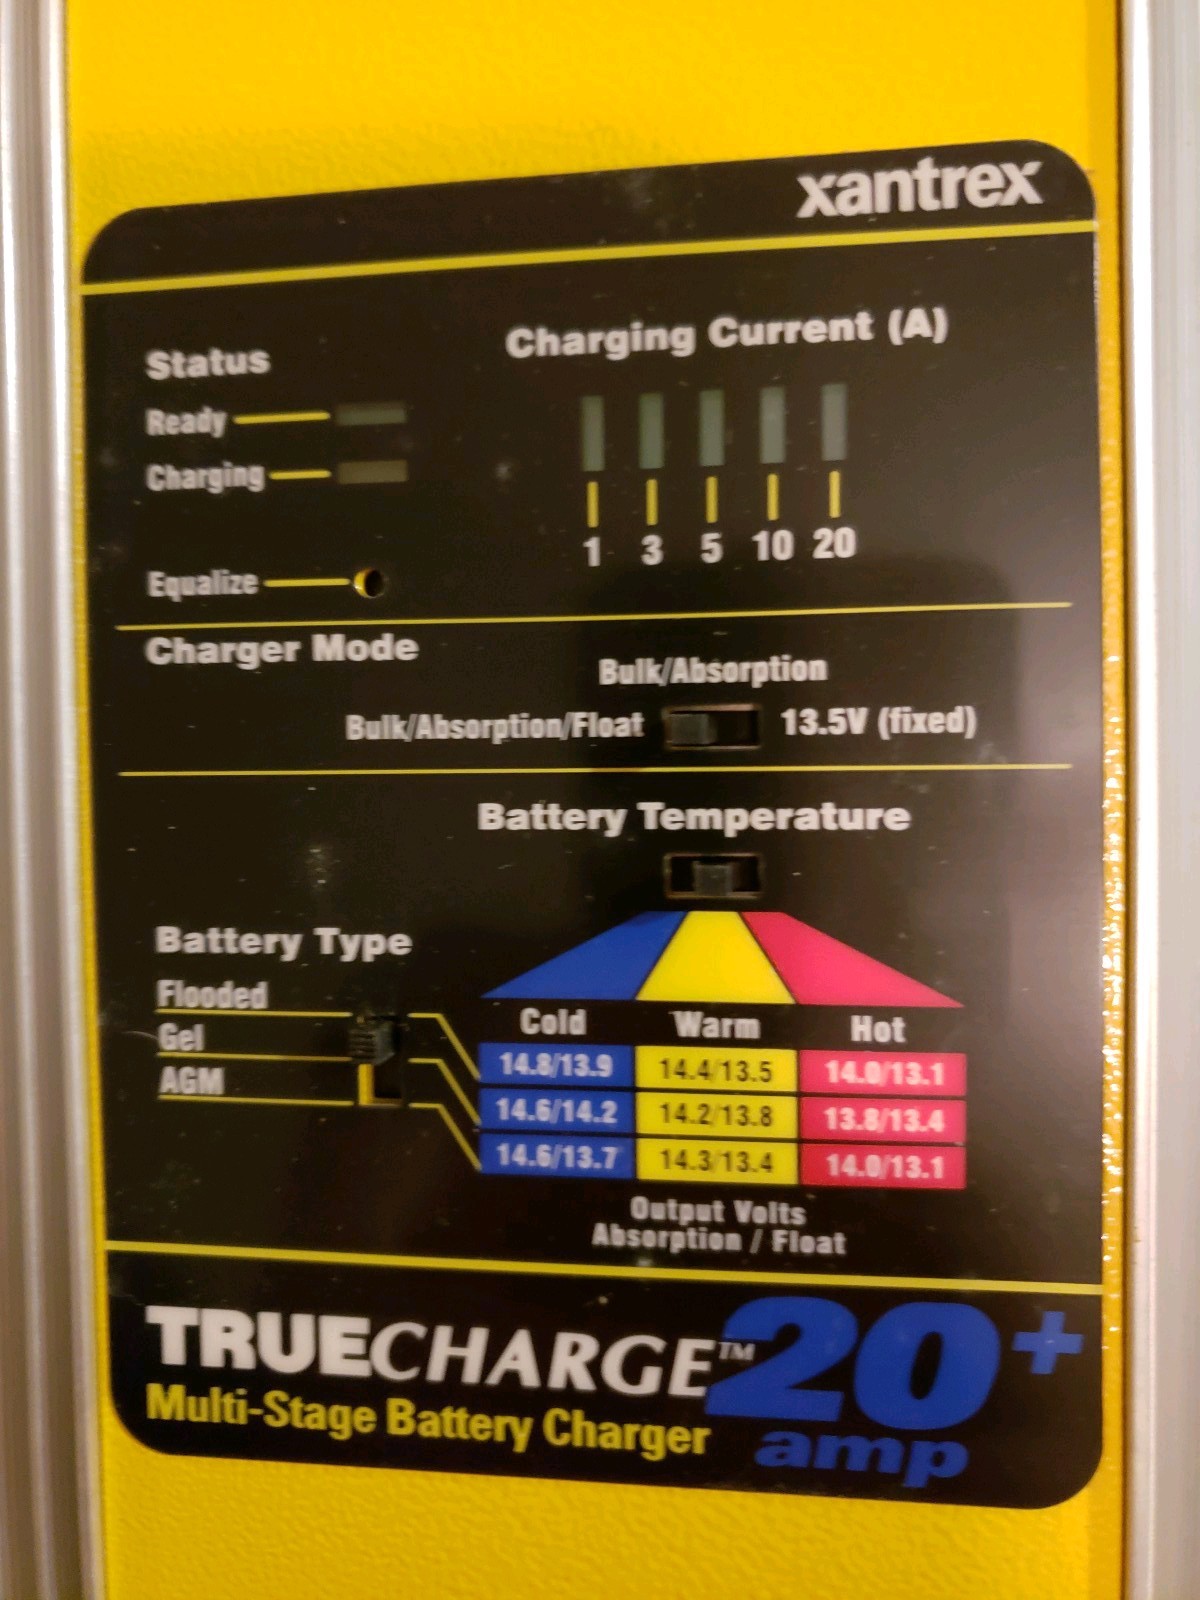 xantrex
Status
Charging Current (A)
Ready
Charging
1 3 5 10 20
Equalize
Charger Mode
Bulk/Absorption
Bulk/Absorption/Float
13.5V (fixed)
Battery Temperature
Battery Type
Flooded
Gel
AGM
Cold Warm Hot
14.8/13.9 14.4/13.5 14.0/13.1
14.6/14.2 14.2/13.8 13.8/13.4
14.6/13.7 14.3/13.4 14.0/13.1
Output Volts
Absorption / Float
TRUECHARGE™ 20+
Multi-Stage Battery Charger
amp